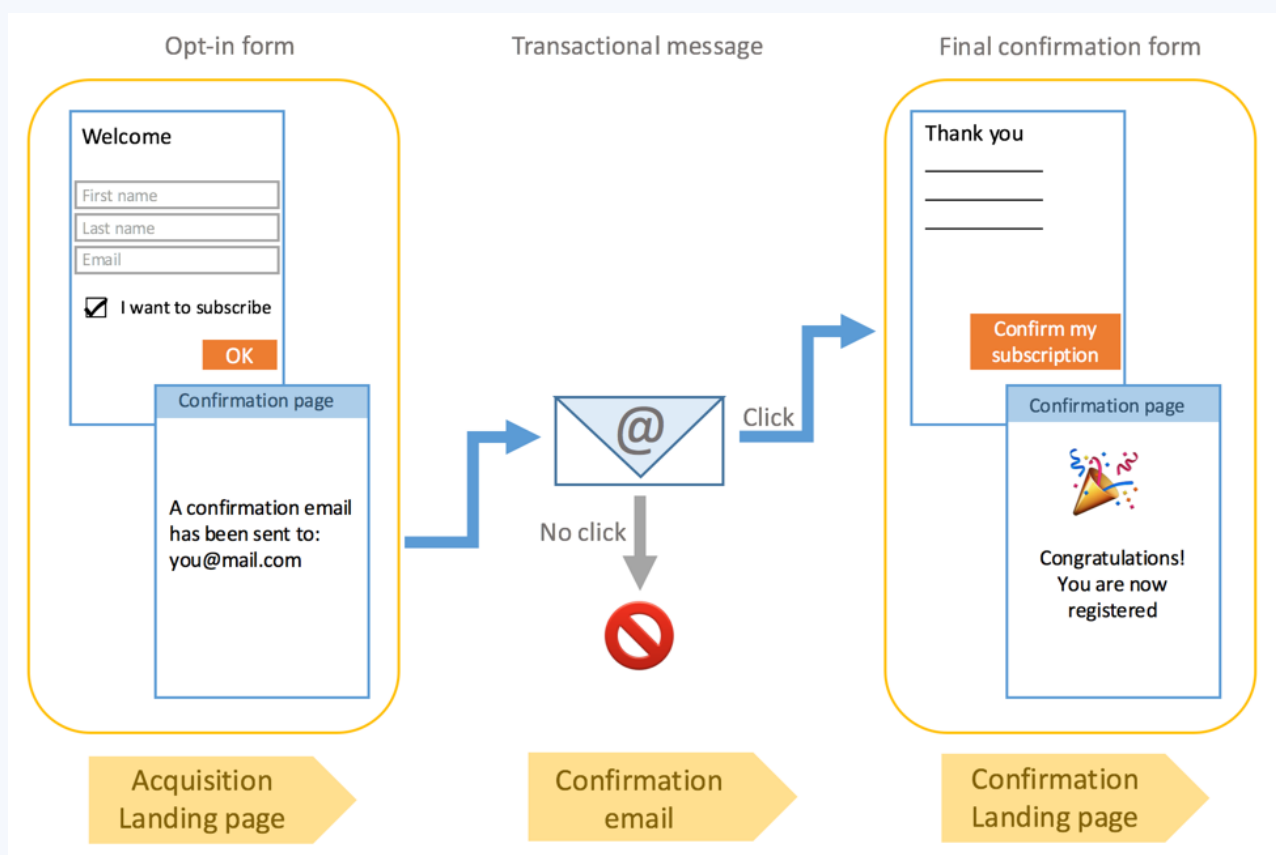 Opt-in form
Transactional message
Final confirmation form
Welcome
First name
Last name
Email
I want to subscribe
OK
Confirmation page
A confirmation email
has been sent to:
you@mail.com
@
Click
No click
Thank you
Confirm my
subscription
Confirmation page
Congratulations!
You are now
registered
Acquisition
Landing page
Confirmation
email
Confirmation
Landing page